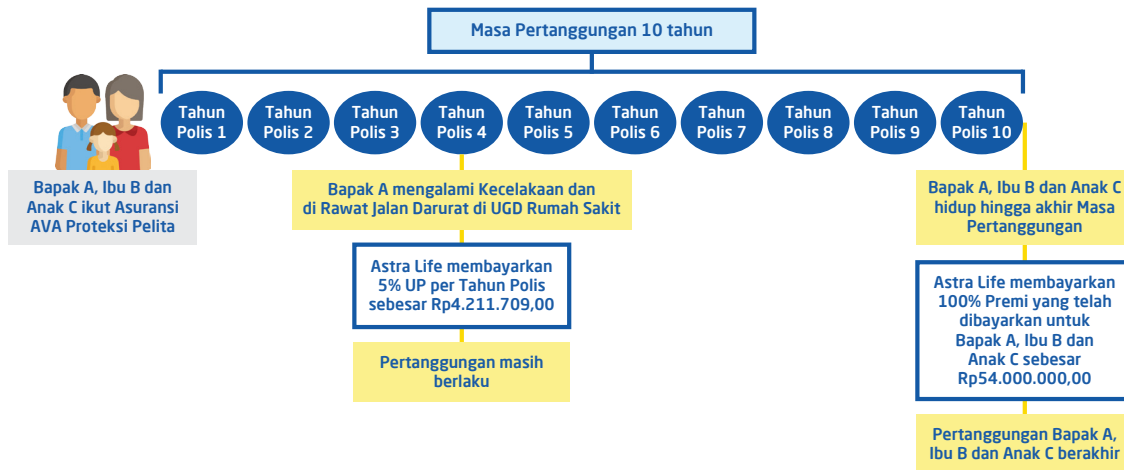 Masa Pertanggungan 10 tahun
Tahun
Polis 1
Tahun
Polis 2
Tahun
Polis 3
Tahun
Polis 4
Tahun
Polis 5
Tahun
Polis 6
Tahun
Polis 7
Tahun
Polis 8
Tahun
Polis 9
Tahun
Polis 10
Bapak A, Ibu B dan
Anak C ikut Asuransi
AVA Proteksi Pelita
Bapak A mengalami Kecelakaan dan
di Rawat Jalan Darurat di UGD Rumah Sakit
Astra Life membayarkan
5% UP per Tahun Polis
sebesar Rp4.211.709,00
Pertanggungan masih
berlaku
Bapak A, Ibu B dan Anak C
hidup hingga akhir Masa
Pertanggungan
Astra Life membayarkan
100% Premi yang telah
dibayarkan untuk
Bapak A, Ibu B dan
Anak C sebesar
Rp54.000.000,00
Pertanggungan Bapak A,
Ibu B dan Anak C berakhir